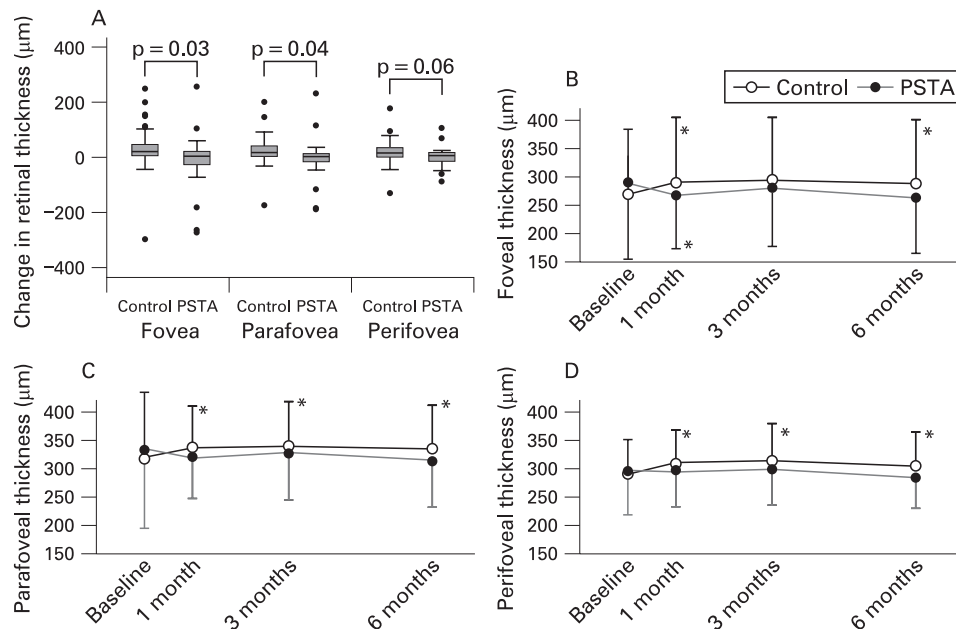 A
Change in retinal thickness (μm)
400
200
0
−200
−400
p = 0.03
p = 0.04
p = 0.06
Control PSTA
Control PSTA
Control PSTA
Fovea
Parafovea
Perifovea
B
Control
PSTA
Foveal thickness (μm)
400
350
300
250
200
150
*
*
*
Baseline
1 month
3 months
6 months
C
Parafoveal thickness (μm)
400
350
300
250
200
150
*
*
*
Baseline
1 month
3 months
6 months
D
Perifoveal thickness (μm)
400
350
300
250
200
150
*
*
*
Baseline
1 month
3 months
6 months